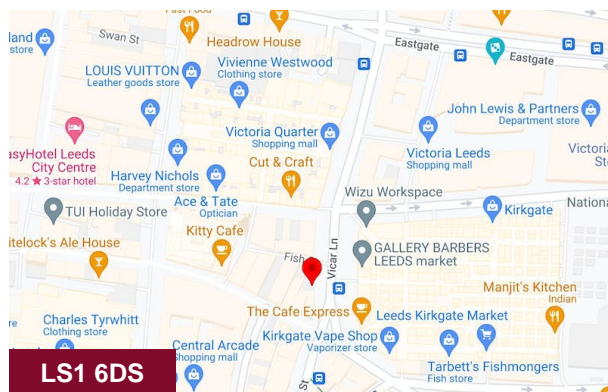 Fast Food
Swan St
Headrow House
Eastgate
Eastgate
LOUIS VUITTON
Leather goods store
Vivienne Westwood
Clothing store
John Lewis & Partners
Department store
Victoria Quarter
Shopping mall
Victoria Leeds
Shopping mall
asyHotel Leeds
City Centre
4.2 ★ 3-star hotel
Harvey Nichols
Department store
Cut & Craft
Ace & Tate
Optician
Wizu Workspace
Kirkgate
National
TUI Holiday Store
itelock's Ale House
Kitty Cafe
Fish
Vicar Ln
GALLERY BARBERS
LEEDS market
Manjit's Kitchen
Indian
The Cafe Express
Leeds Kirkgate Market
Charles Tyrwhitt
Clothing store
Central Arcade
Shopping mall
Kirkgate Vape Shop
Vaporizer store
Tarbett's Fishmongers
Fish store
LS1 6DS